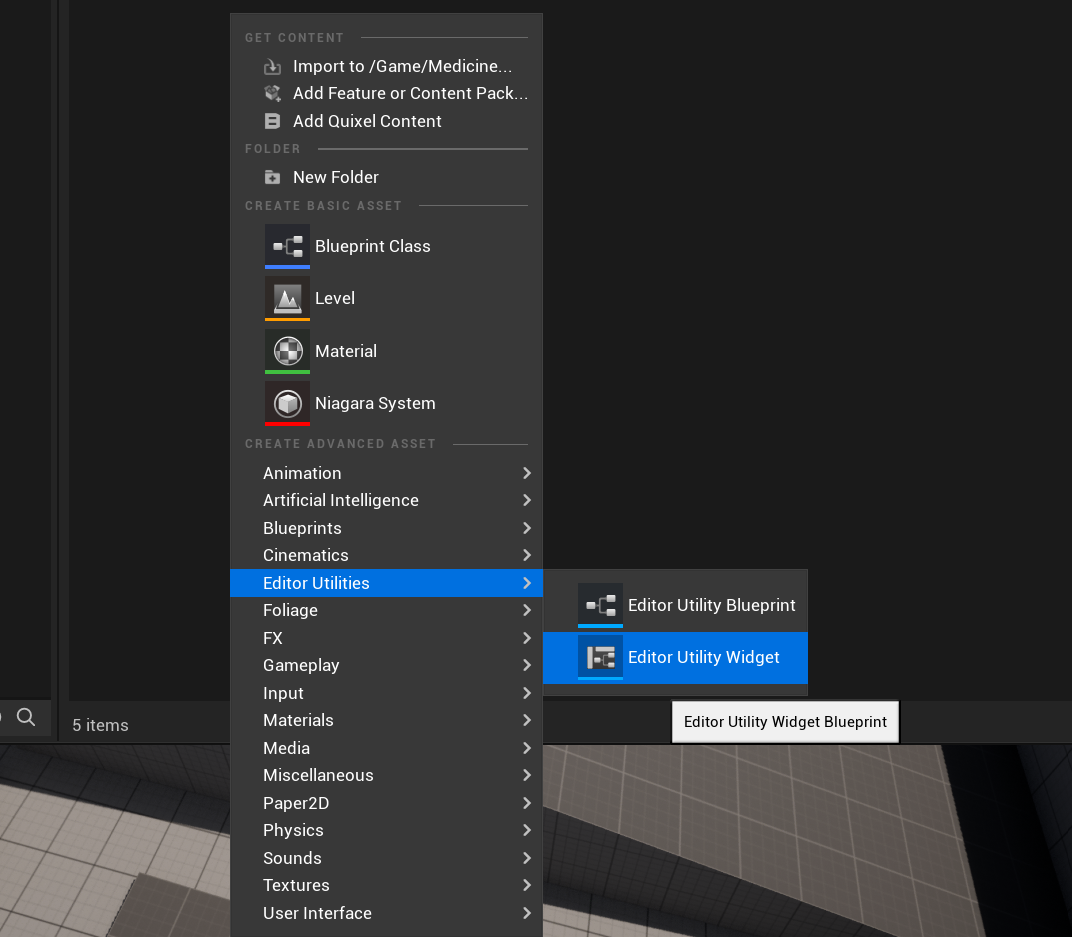 GET CONTENT
Import to /Game/Medicine...
Add Feature or Content Pack...
Add Quixel Content
FOLDER
New Folder
CREATE BASIC ASSET
Blueprint Class
Level
Material
Niagara System
CREATE ADVANCED ASSET
Animation
Artificial Intelligence
Blueprints
Cinematics
Editor Utilities
Editor Utility Blueprint
Editor Utility Widget
Foliage
FX
Gameplay
Input
Materials
Media
Miscellaneous
Paper2D
Physics
Sounds
Textures
User Interface
5 items
Editor Utility Widget Blueprint